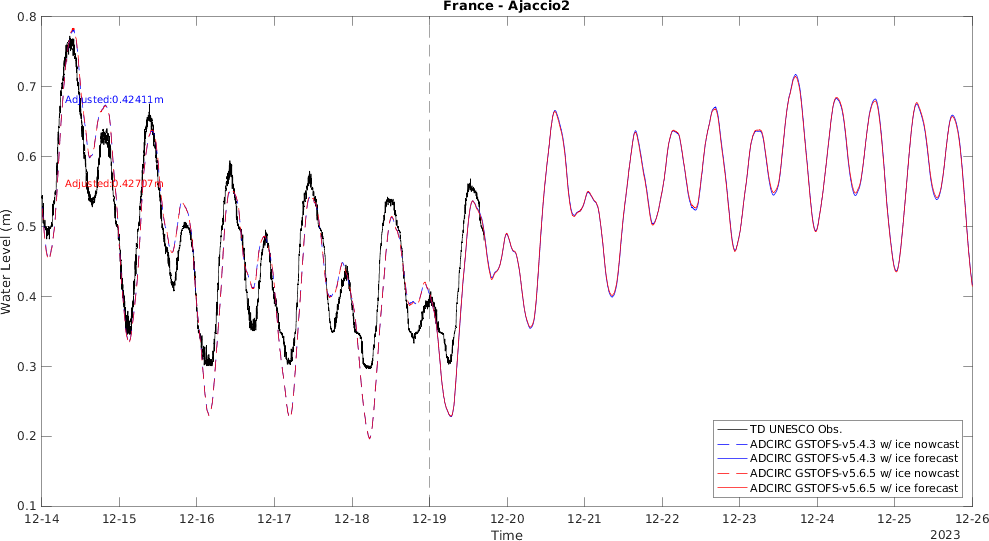 France - Ajaccio2
0.8
0.7
0.6
0.5
0.4
0.3
0.2
0.1
Water Level (m)
Adjusted:0.42411m
Adjusted:0.42707m
TD UNESCO Obs.
ADCIRC GSTOFS-v5.4.3 w/ ice nowcast
ADCIRC GSTOFS-v5.4.3 w/ ice forecast
ADCIRC GSTOFS-v5.6.5 w/ ice nowcast
ADCIRC GSTOFS-v5.6.5 w/ ice forecast
12-14 12-15 12-16 12-17 12-18 12-19 12-20 12-21 12-22 12-23 12-24 12-25 12-26
Time
2023